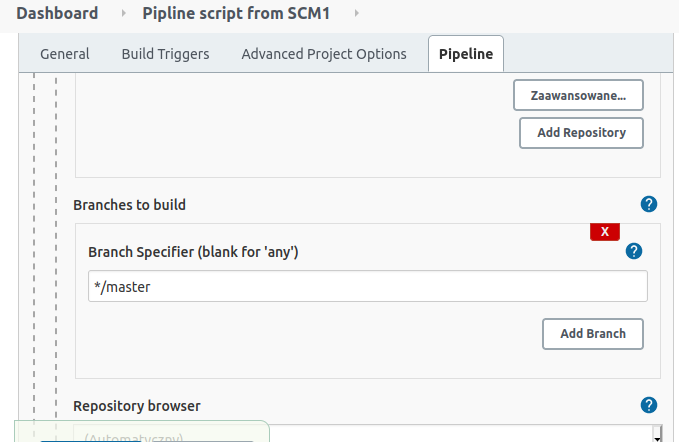 Dashboard Pipline script from SCM1
General Build Triggers Advanced Project Options Pipeline
Zaawansowane...
Add Repository
Branches to build ?
X
Branch Specifier (blank for 'any') ?
*/master
Add Branch
Repository browser ?
(Automatyczny)